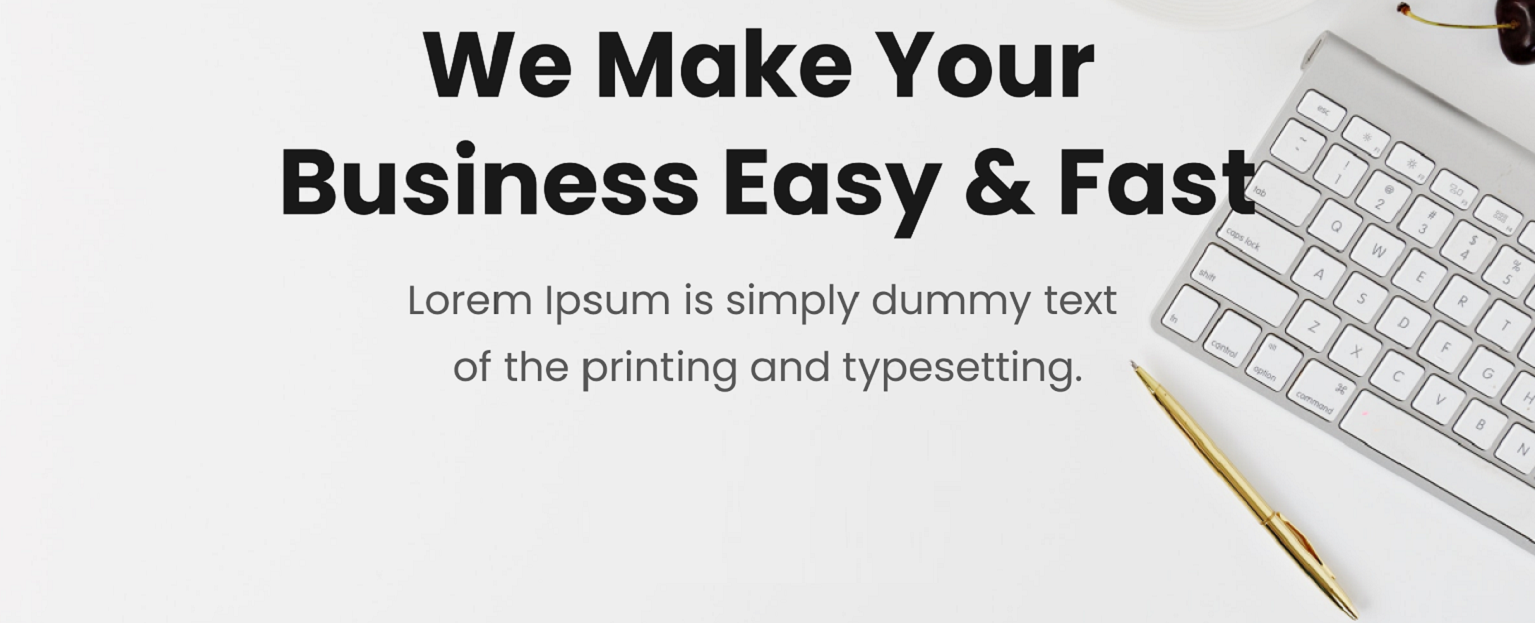 We Make Your
Business Easy & Fast
Lorem Ipsum is simply dummy text
of the printing and typesetting.
esc
~
!
1
@
2
#
3
$
4
%
5
tab
Q
W
E
R
T
caps lock
A
S
D
F
G
H
shift
Z
X
C
V
B
N
fn
control
alt
option
⌘
command